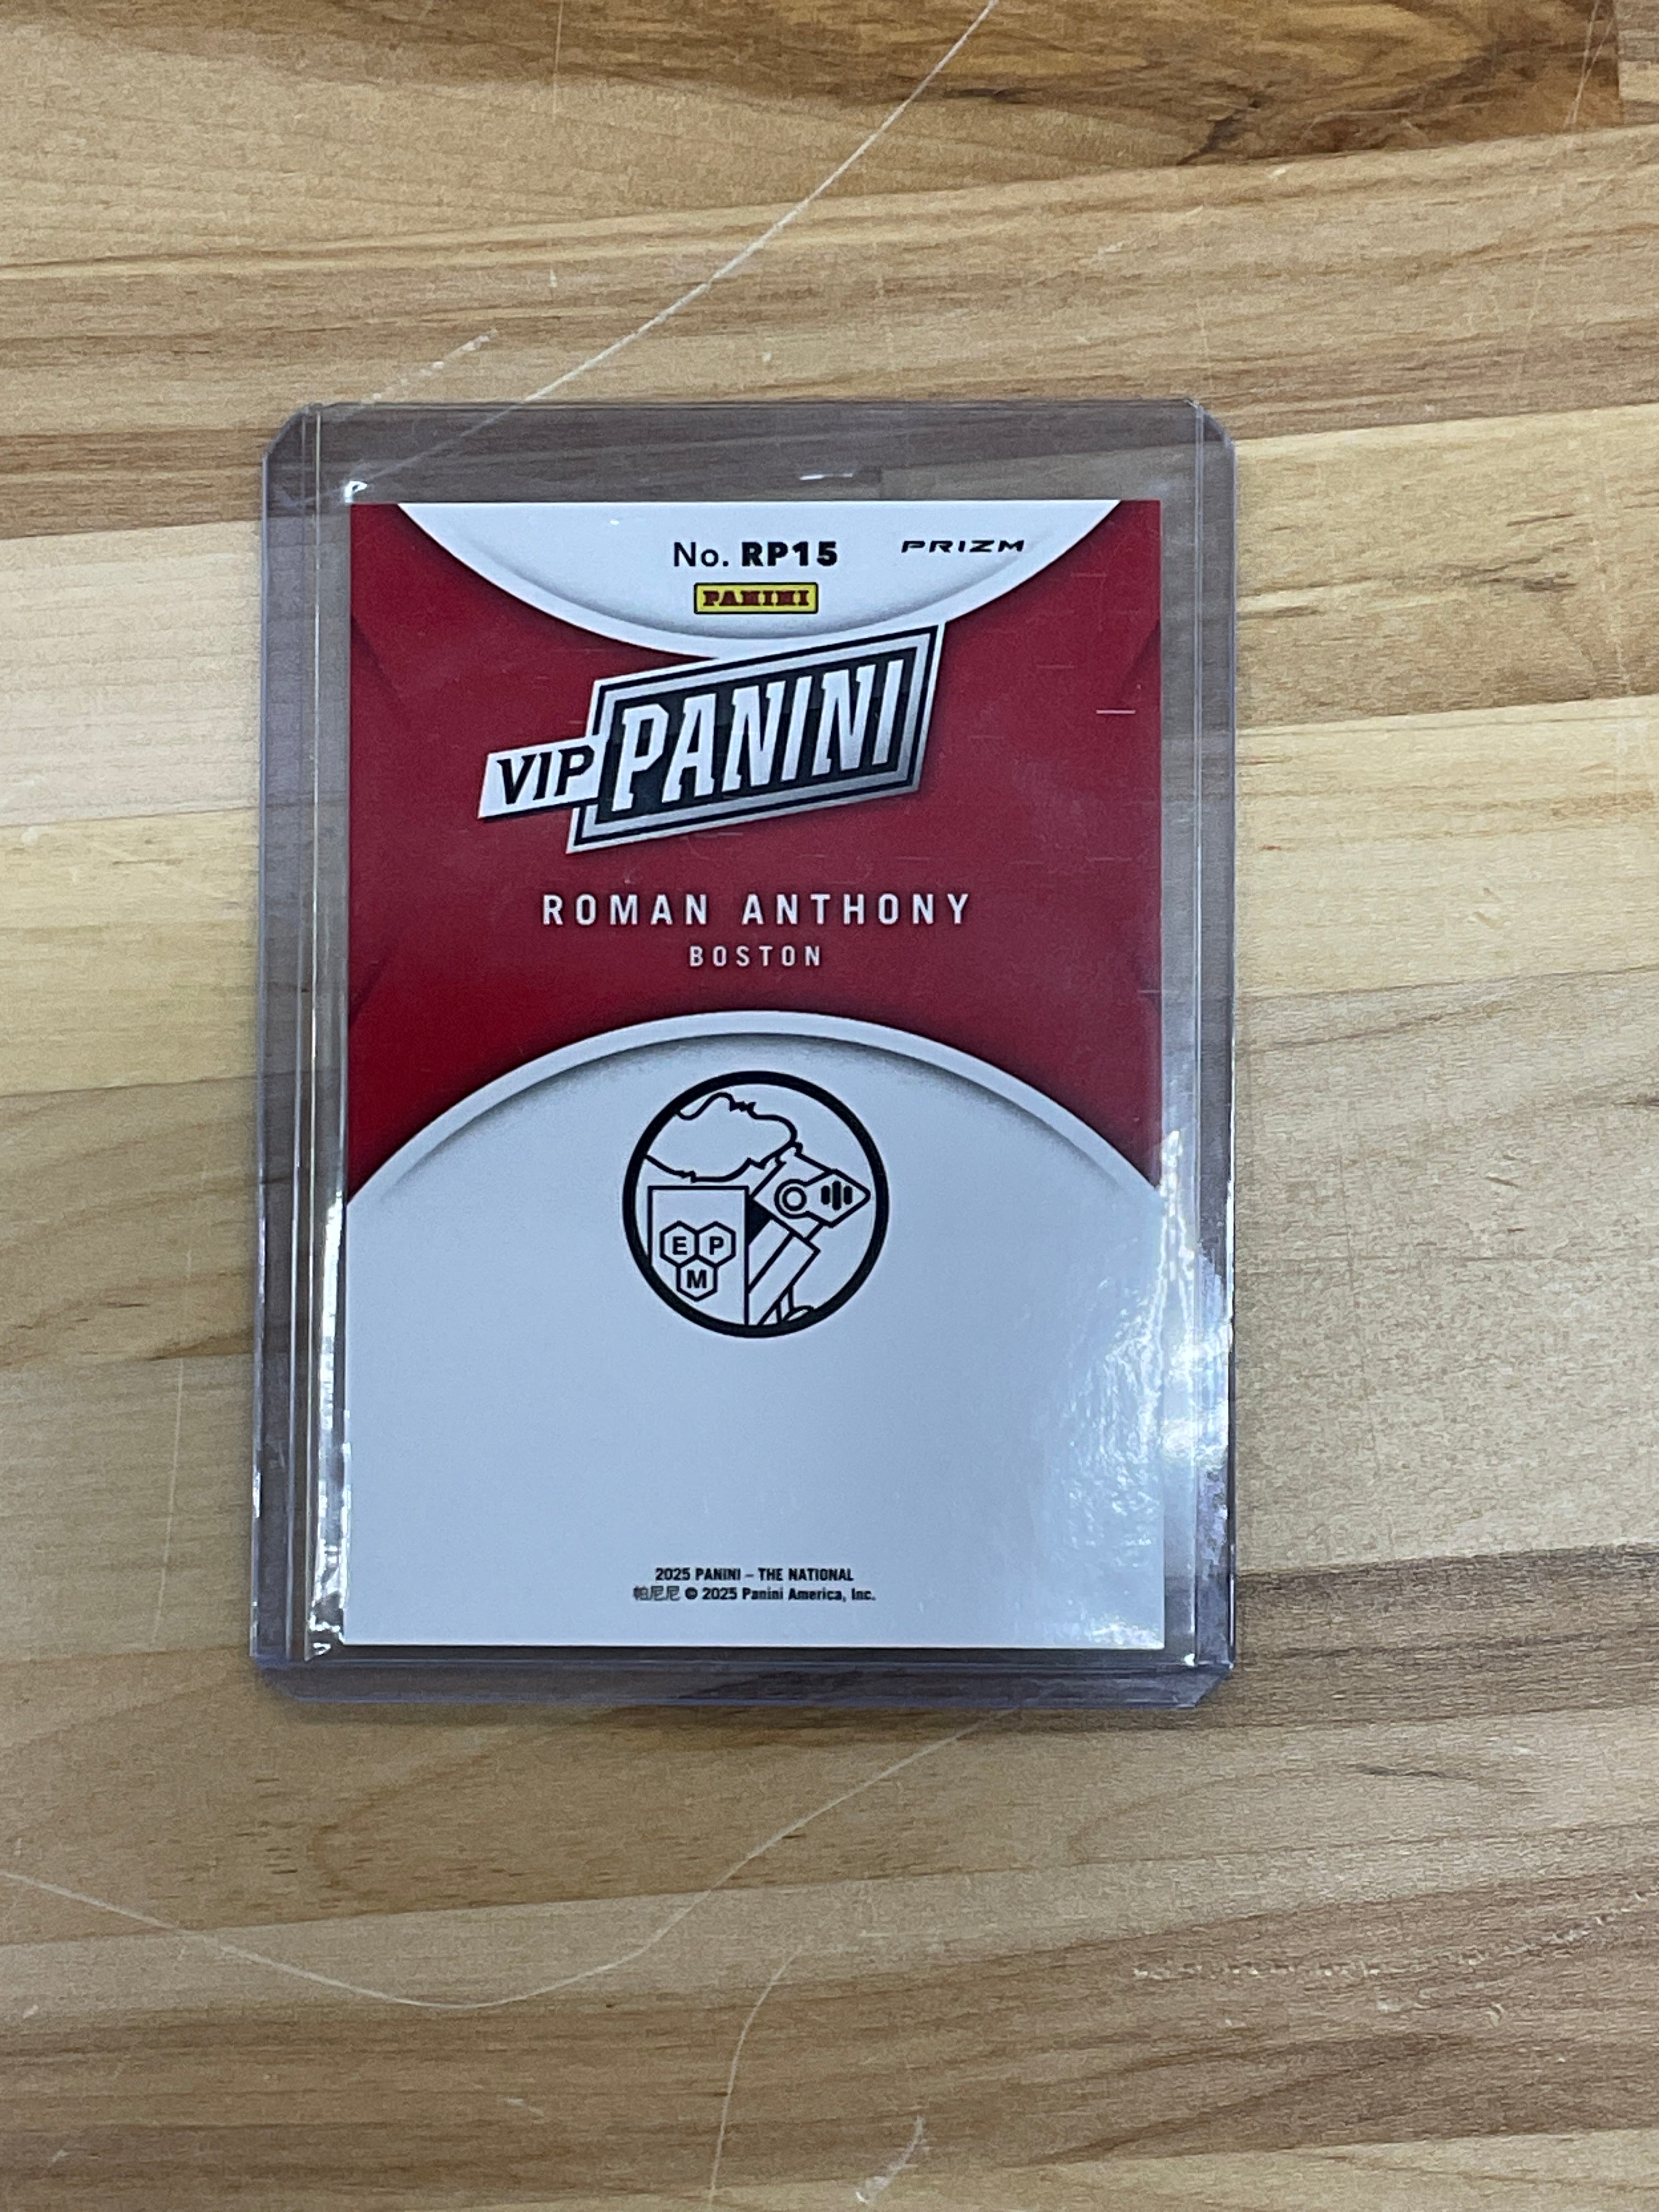 No. RP15 PRIZM
PANINI
VIP PANINI
ROMAN ANTHONY
BOSTON
E P
M
2025 PANINI – THE NATIONAL
帕尼尼 © 2025 Panini America, Inc.